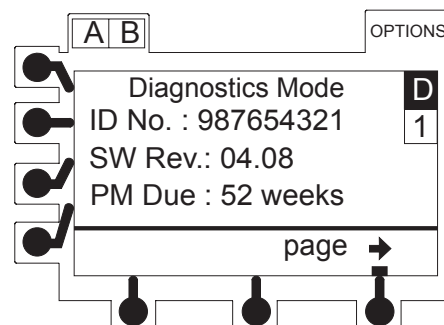 A B
OPTIONS
Diagnostics Mode
D
ID No. : 987654321
1
SW Rev.: 04.08
PM Due : 52 weeks
page